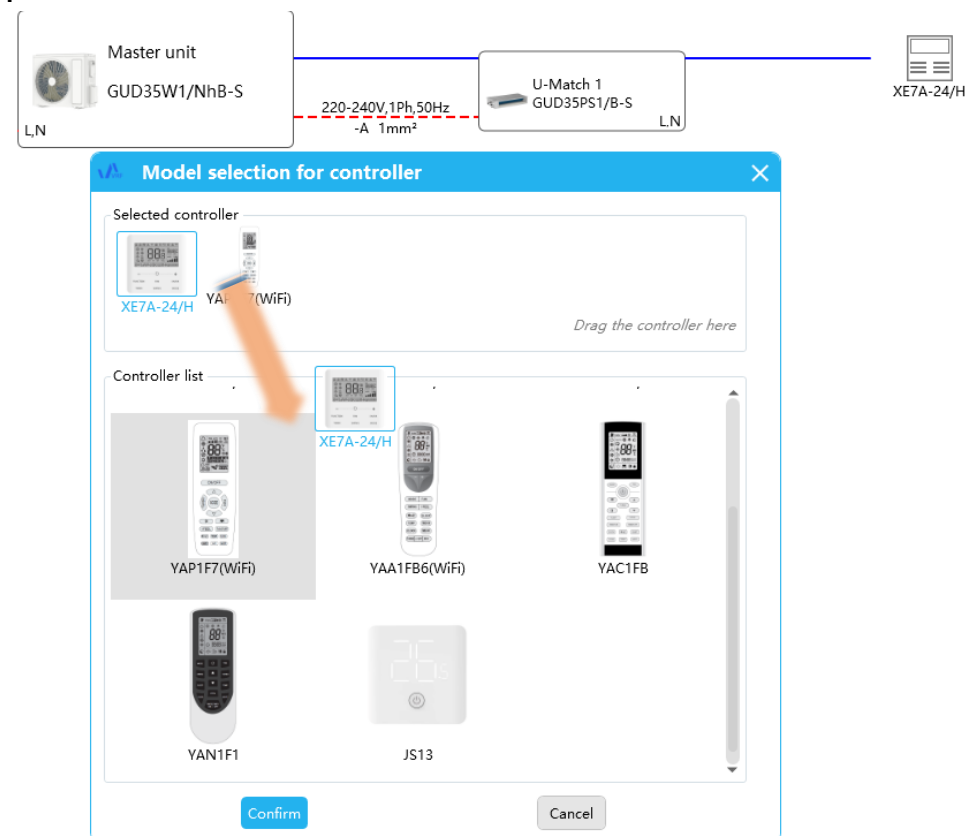 Master unit
GUD35W1/NhB-S
L,N
220-240V,1Ph,50Hz
-A 1mm²
U-Match 1
GUD35PS1/B-S
L,N
XE7A-24/H
Model selection for controller
Selected controller
XE7A-24/H
7(WiFi)
Drag the controller here
Controller list
XE7A-24/H
YAP1F7(WiFi)
YAA1FB6(WiFi)
YAC1FB
YAN1F1
JS13
Confirm
Cancel